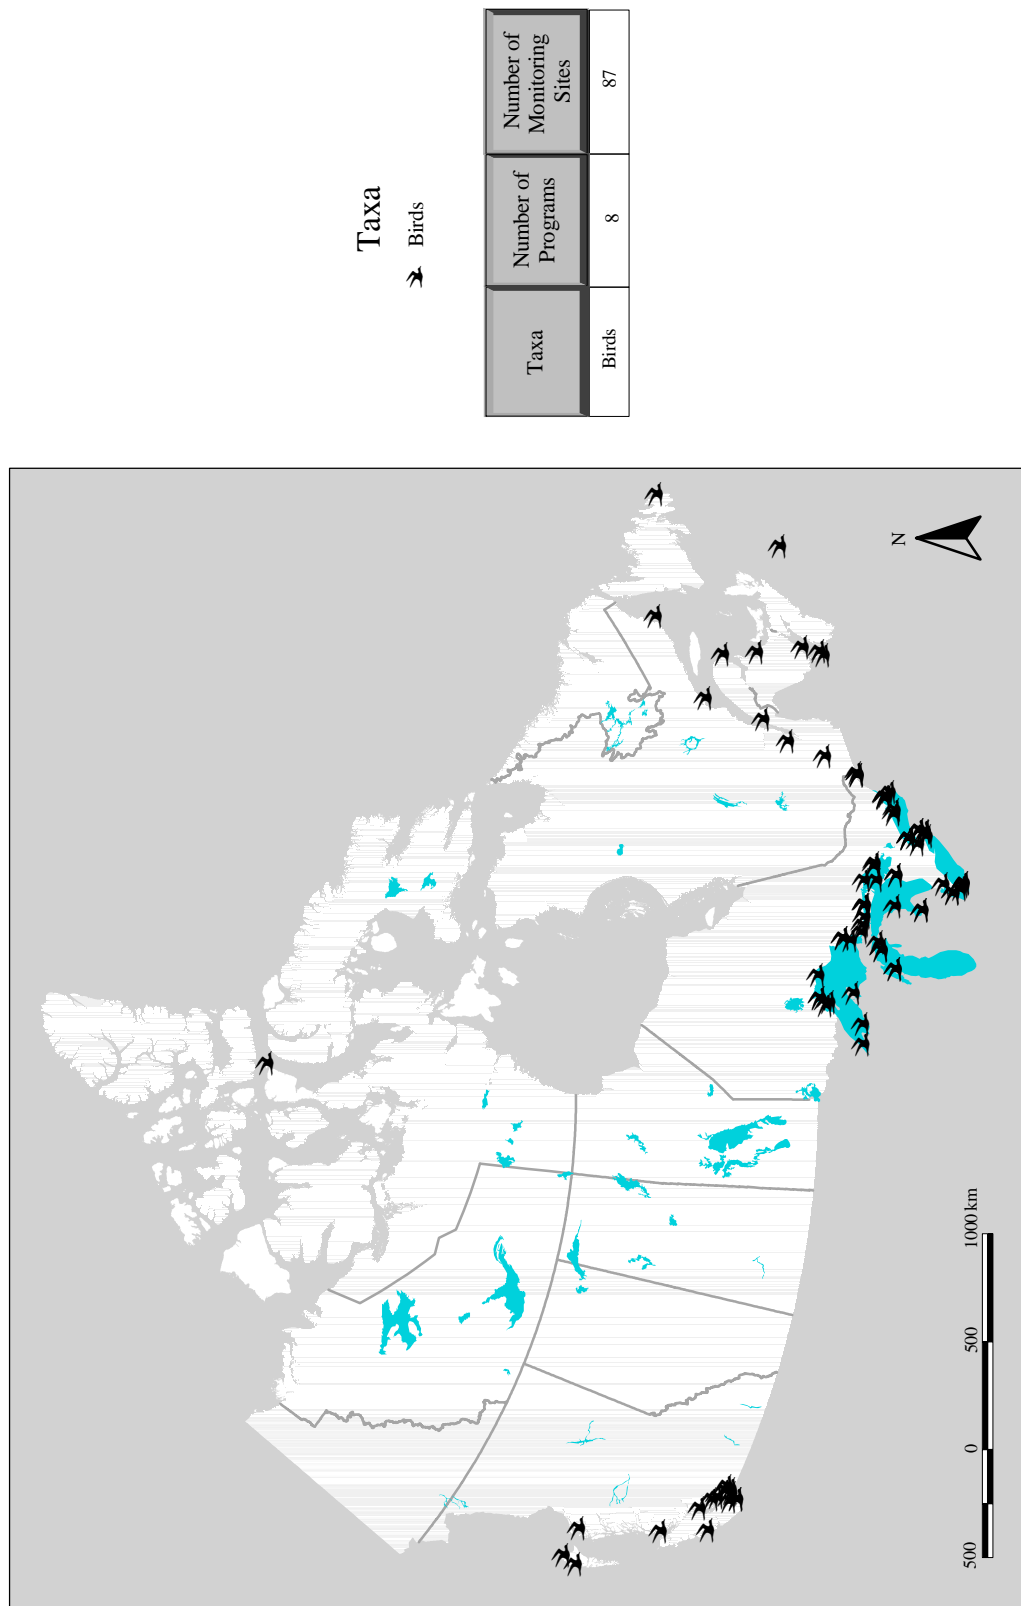 Taxa
Birds
Taxa
Number of
Programs
Number of
Monitoring
Sites
Birds
8
87
N
500
0
500
1000 km